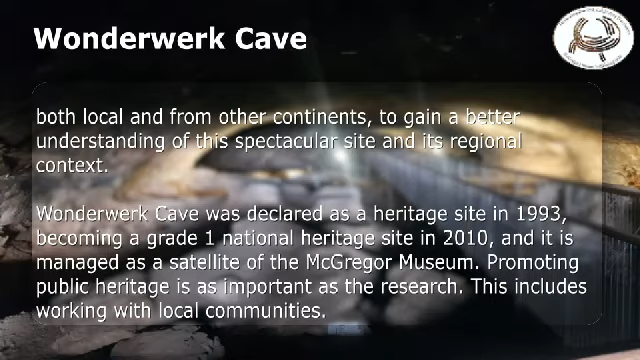 Wonderwerk Cave
both local and from other continents, to gain a better
understanding of this spectacular site and its regional
context.
Wonderwerk Cave was declared as a heritage site in 1993,
becoming a grade 1 national heritage site in 2010, and it is
managed as a satellite of the McGregor Museum. Promoting
public heritage is as important as the research. This includes
working with local communities.